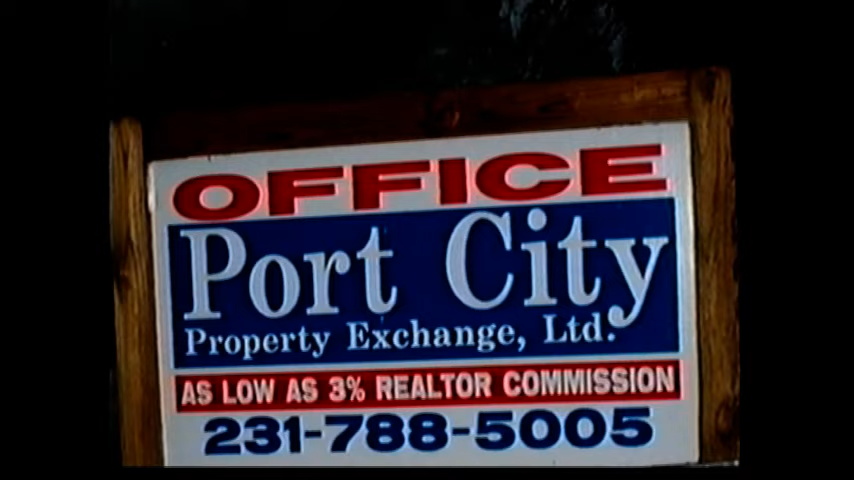 OFFICE
Port City
Property Exchange, Ltd.
AS LOW AS 3% REALTOR COMMISSION
231-788-5005